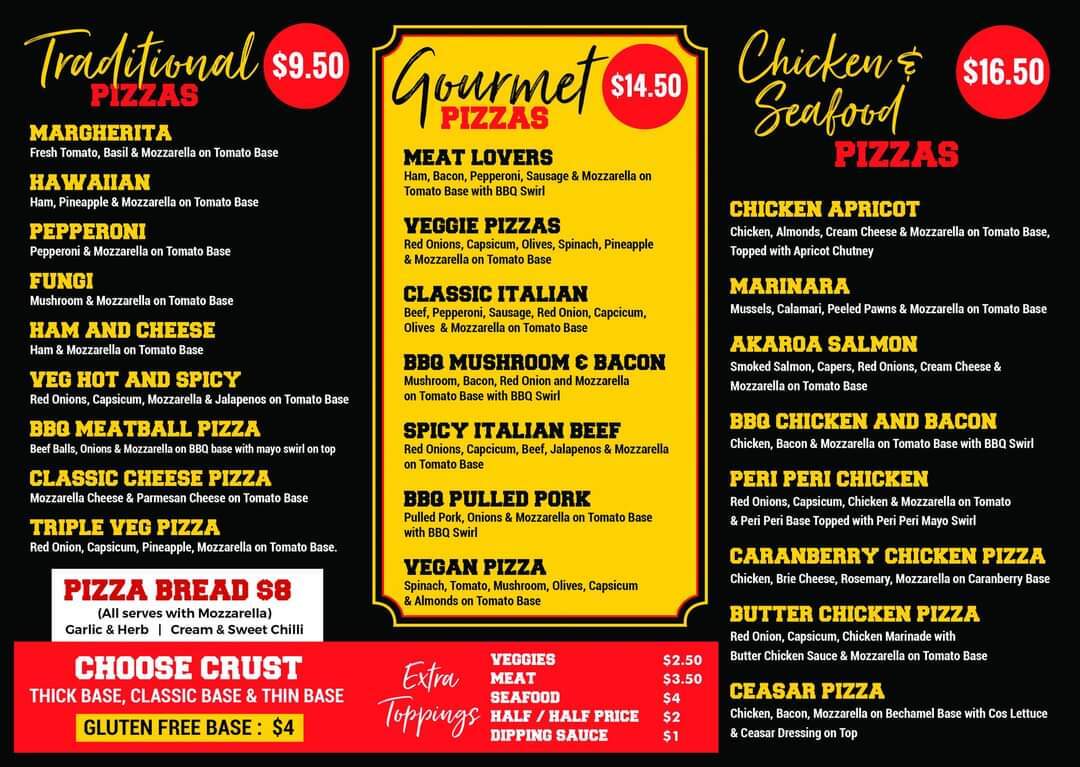 Traditional
PIZZAS
$9.50
MARGHERITA
Fresh Tomato, Basil & Mozzarella on Tomato Base
HAWAIIAN
Ham, Pineapple & Mozzarella on Tomato Base
PEPPERONI
Pepperoni & Mozzarella on Tomato Base
FUNGI
Mushroom & Mozzarella on Tomato Base
HAM AND CHEESE
Ham & Mozzarella on Tomato Base
VEG HOT AND SPICY
Red Onions, Capsicum, Mozzarella & Jalapenos on Tomato Base
BBQ MEATBALL PIZZA
Beef Balls, Onions & Mozzarella on BBQ base with mayo swirl on top
CLASSIC CHEESE PIZZA
Mozzarella Cheese & Parmesan Cheese on Tomato Base
TRIPLE VEG PIZZA
Red Onion, Capsicum, Pineapple, Mozzarella on Tomato Base.
PIZZA BREAD $8
(All serves with Mozzarella)
Garlic & Herb | Cream & Sweet Chilli
Gourmet
PIZZAS
$14.50
MEAT LOVERS
Ham, Bacon, Pepperoni, Sausage & Mozzarella on
Tomato Base with BBQ Swirl
VEGGIE PIZZAS
Red Onions, Capsicum, Olives, Spinach, Pineapple
& Mozzarella on Tomato Base
CLASSIC ITALIAN
Beef, Pepperoni, Sausage, Red Onion, Capcicum,
Olives & Mozzarella on Tomato Base
BBQ MUSHROOM & BACON
Mushroom, Bacon, Red Onion and Mozzarella
on Tomato Base with BBQ Swirl
SPICY ITALIAN BEEF
Red Onions, Capcicum, Beef, Jalapenos & Mozzarella
on Tomato Base
BBQ PULLED PORK
Pulled Pork, Onions & Mozzarella on Tomato Base
with BBQ Swirl
VEGAN PIZZA
Spinach, Tomato, Mushroom, Olives, Capsicum
& Almonds on Tomato Base
Chicken &
Seafood
PIZZAS
$16.50
CHICKEN APRICOT
Chicken, Almonds, Cream Cheese & Mozzarella on Tomato Base,
Topped with Apricot Chutney
MARINARA
Mussels, Calamari, Peeled Pawns & Mozzarella on Tomato Base
AKAROA SALMON
Smoked Salmon, Capers, Red Onions, Cream Cheese &
Mozzarella on Tomato Base
BBQ CHICKEN AND BACON
Chicken, Bacon & Mozzarella on Tomato Base with BBQ Swirl
PERI PERI CHICKEN
Red Onions, Capsicum, Chicken & Mozzarella on Tomato
& Peri Peri Base Topped with Peri Peri Mayo Swirl
CARANBERRY CHICKEN PIZZA
Chicken, Brie Cheese, Rosemary, Mozzarella on Caranberry Base
BUTTER CHICKEN PIZZA
Red Onion, Capsicum, Chicken Marinade with
Butter Chicken Sauce & Mozzarella on Tomato Base
CEASAR PIZZA
Chicken, Bacon, Mozzarella on Bechamel Base with Cos Lettuce
& Ceasar Dressing on Top
CHOOSE CRUST
THICK BASE, CLASSIC BASE & THIN BASE
GLUTEN FREE BASE : $4
Extra
Toppings
VEGGIES $2.50
MEAT $3.50
SEAFOOD $4
HALF / HALF PRICE $2
DIPPING SAUCE $1